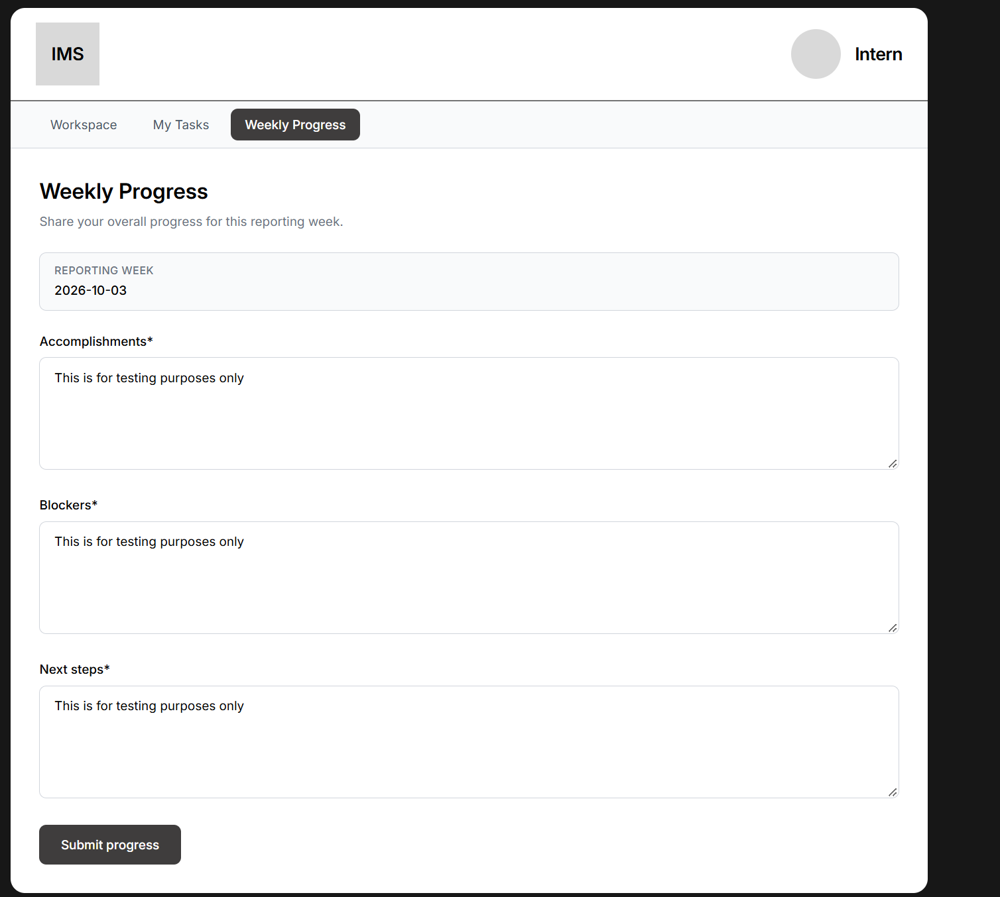 IMS
Intern
Workspace
My Tasks
Weekly Progress
Weekly Progress
Share your overall progress for this reporting week.
REPORTING WEEK
2026-10-03
Accomplishments*
This is for testing purposes only
Blockers*
This is for testing purposes only
Next steps*
This is for testing purposes only
Submit progress